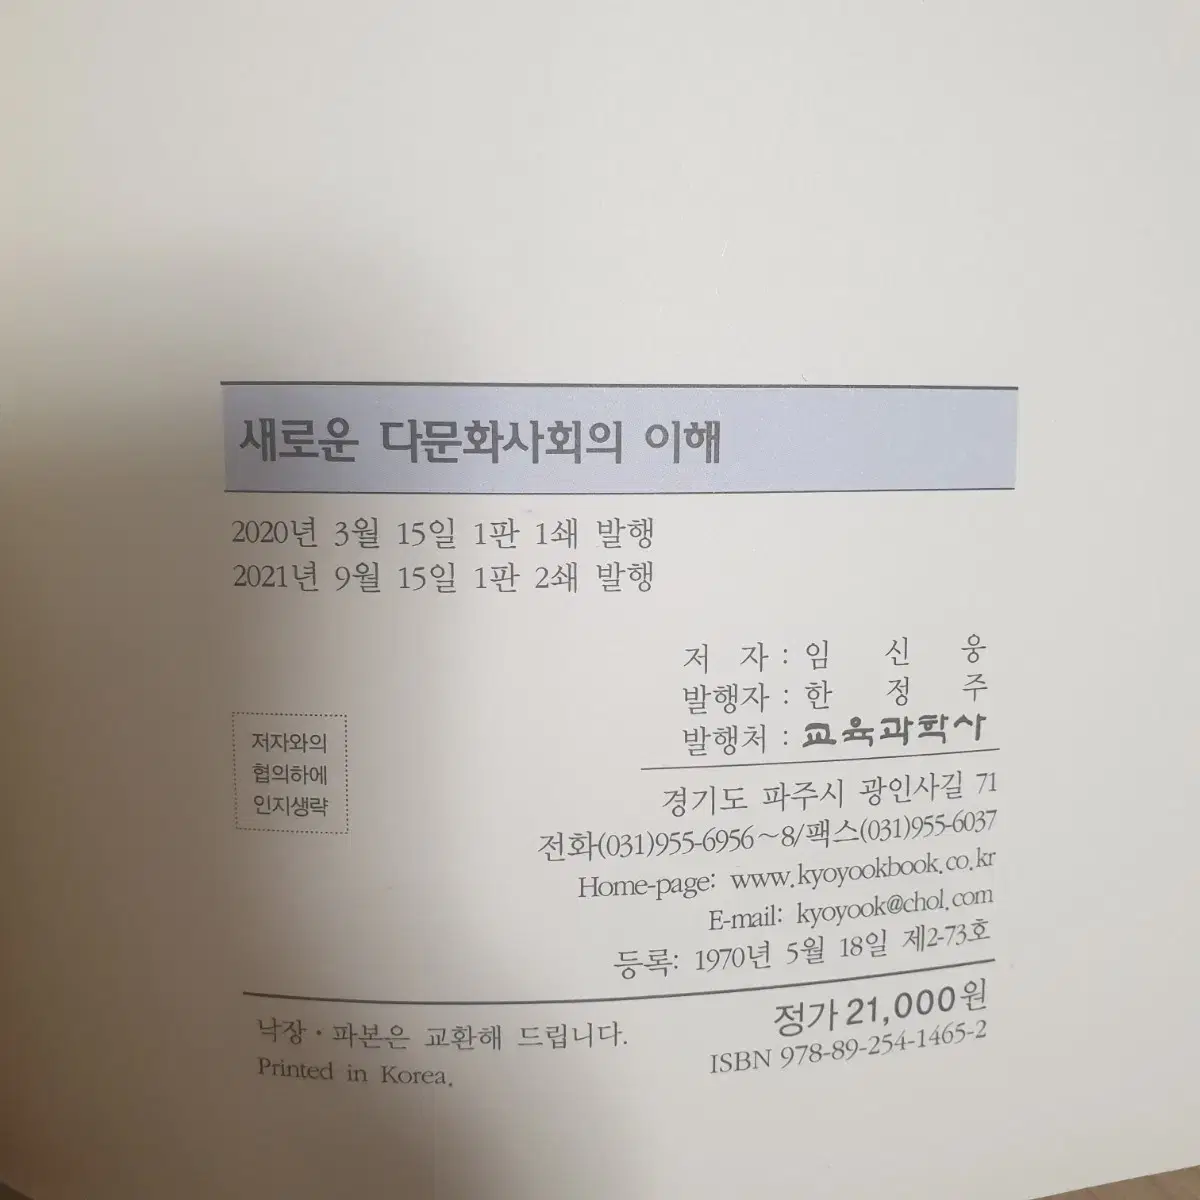 새로운 다문화사회의 이해
2020년 3월 15일 1판 1쇄 발행
2021년 9월 15일 1판 2쇄 발행
저 자 : 임 신 웅
발행자 : 한 정 주
발행처 : 교육과학사
저자와의
협의하에
인지생략
경기도 파주시 광인사길 71
전화(031)955-6956~8/팩스(031)955-6037
Home-page: www.kyoyookbook.co.kr
E-mail: kyoyook@chol.com
등록: 1970년 5월 18일 제2-73호
낙장·파본은 교환해 드립니다.
Printed in Korea.
정가 21,000원
ISBN 978-89-254-1465-2